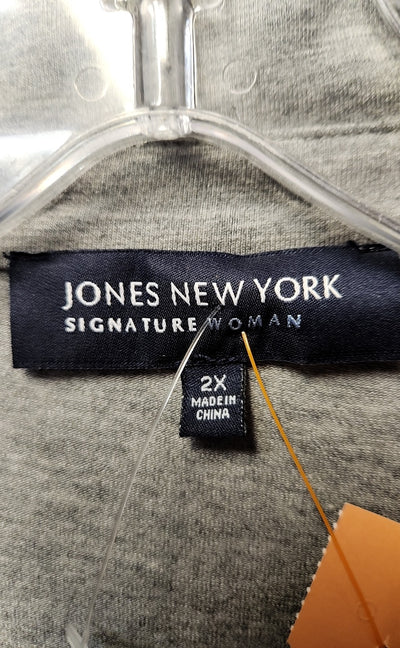 JONES NEW YORK
SIGNATURE WOMAN
2X
MADE IN
CHINA